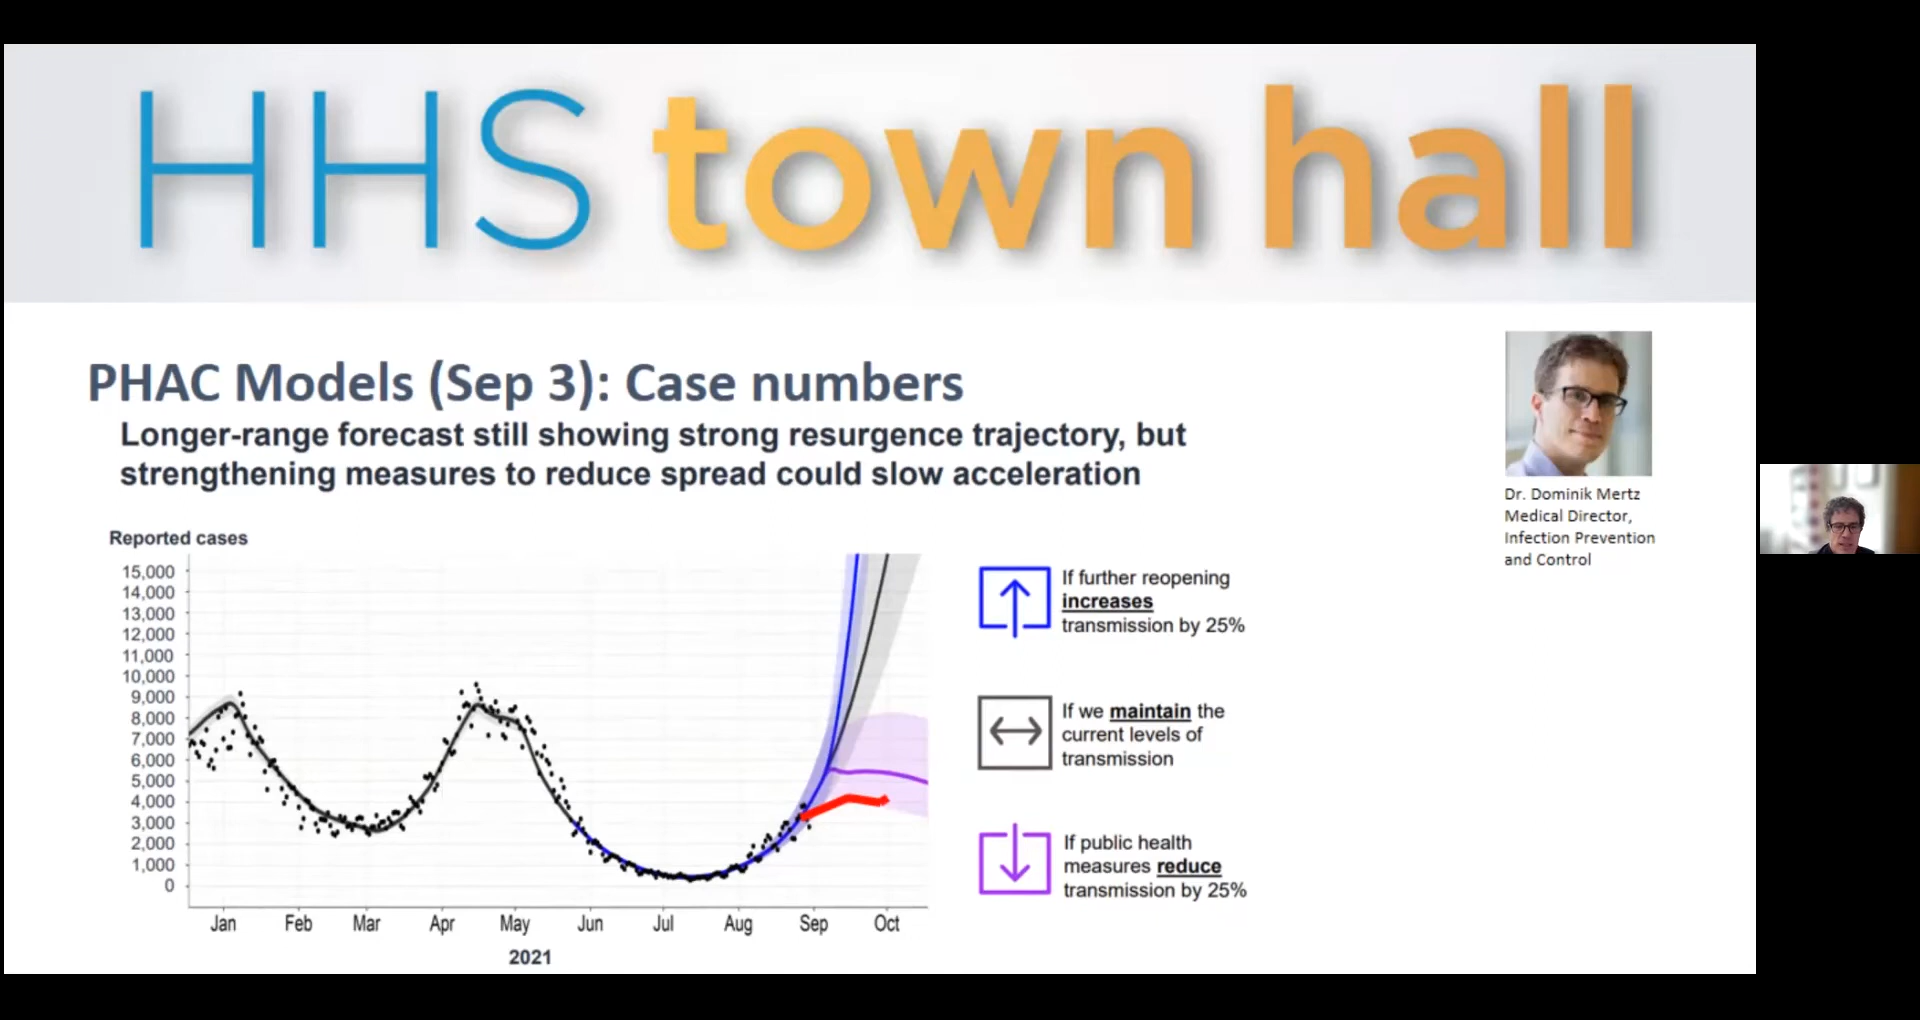 HHS town hall
PHAC Models (Sep 3): Case numbers
Longer-range forecast still showing strong resurgence trajectory, but
strengthening measures to reduce spread could slow acceleration
Dr. Dominik Mertz
Medical Director,
Infection Prevention
and Control
Reported cases
15,000
14,000
13,000
12,000
11,000
10,000
9,000
8,000
7,000
6,000
5,000
4,000
3,000
2,000
1,000
0
Jan Feb Mar Apr May Jun Jul Aug Sep Oct
2021
If further reopening
increases
transmission by 25%
If we maintain the
current levels of
transmission
If public health
measures reduce
transmission by 25%